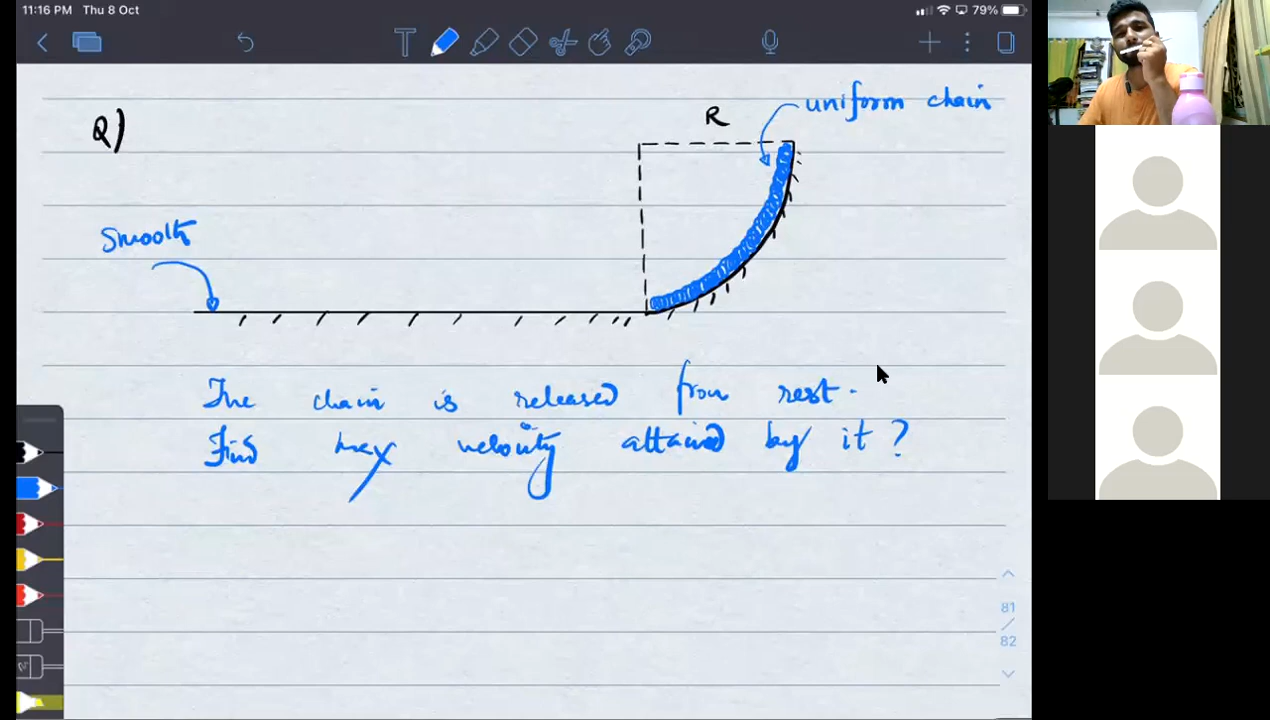 11:16 PM Thu 8 Oct
79%
T
Q)
R
uniform chain
Smooth
The chain is released from rest.
Find max velocity attained by it ?
81
/
82